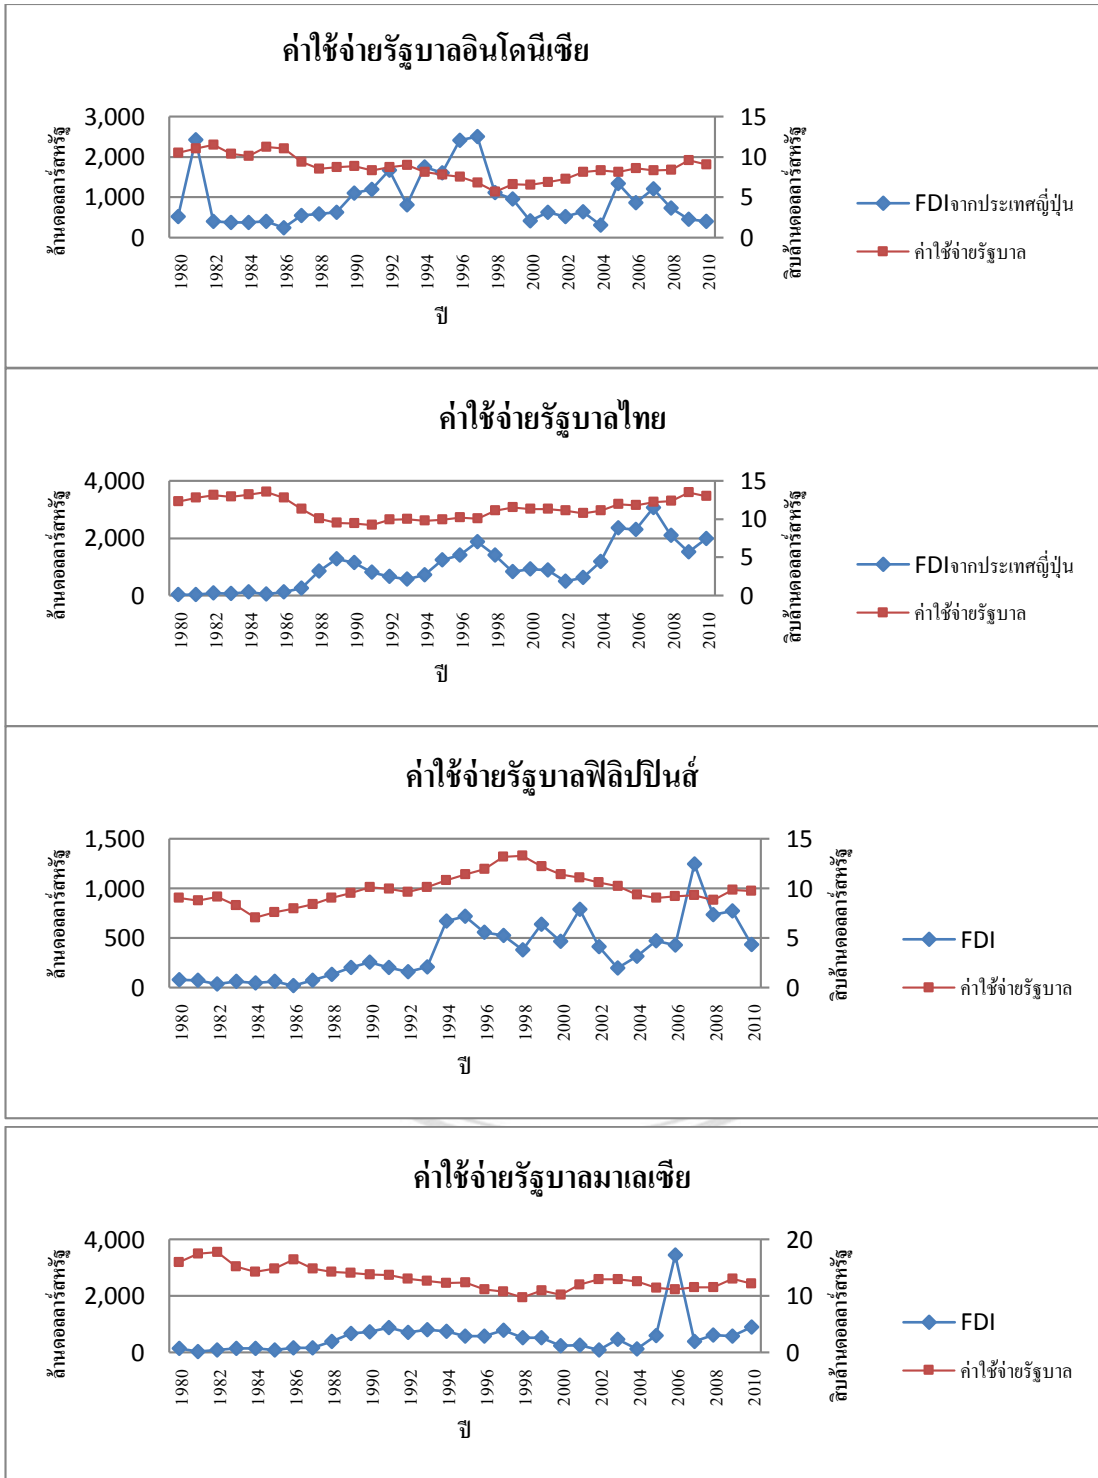 ค่าใช้จ่ายรัฐบาลอินโดนีเซีย
ล้านดอลลาร์สหรัฐ
3,000
2,000
1,000
0
15
10
5
0
สิบล้านดอลลาร์สหรัฐ
1980 1982 1984 1986 1988 1990 1992 1994 1996 1998 2000 2002 2004 2006 2008 2010
ปี
FDIจากประเทศญี่ปุ่น
ค่าใช้จ่ายรัฐบาล
ค่าใช้จ่ายรัฐบาลไทย
ล้านดอลลาร์สหรัฐ
4,000
2,000
0
15
10
5
0
สิบล้านดอลลาร์สหรัฐ
1980 1982 1984 1986 1988 1990 1992 1994 1996 1998 2000 2002 2004 2006 2008 2010
ปี
FDIจากประเทศญี่ปุ่น
ค่าใช้จ่ายรัฐบาล
ค่าใช้จ่ายรัฐบาลฟิลิปปินส์
ล้านดอลลาร์สหรัฐ
1,500
1,000
500
0
15
10
5
0
สิบล้านดอลลาร์สหรัฐ
1980 1982 1984 1986 1988 1990 1992 1994 1996 1998 2000 2002 2004 2006 2008 2010
ปี
FDI
ค่าใช้จ่ายรัฐบาล
ค่าใช้จ่ายรัฐบาลมาเลเซีย
ล้านดอลลาร์สหรัฐ
4,000
2,000
0
20
10
0
สิบล้านดอลลาร์สหรัฐ
1980 1982 1984 1986 1988 1990 1992 1994 1996 1998 2000 2002 2004 2006 2008 2010
ปี
FDI
ค่าใช้จ่ายรัฐบาล